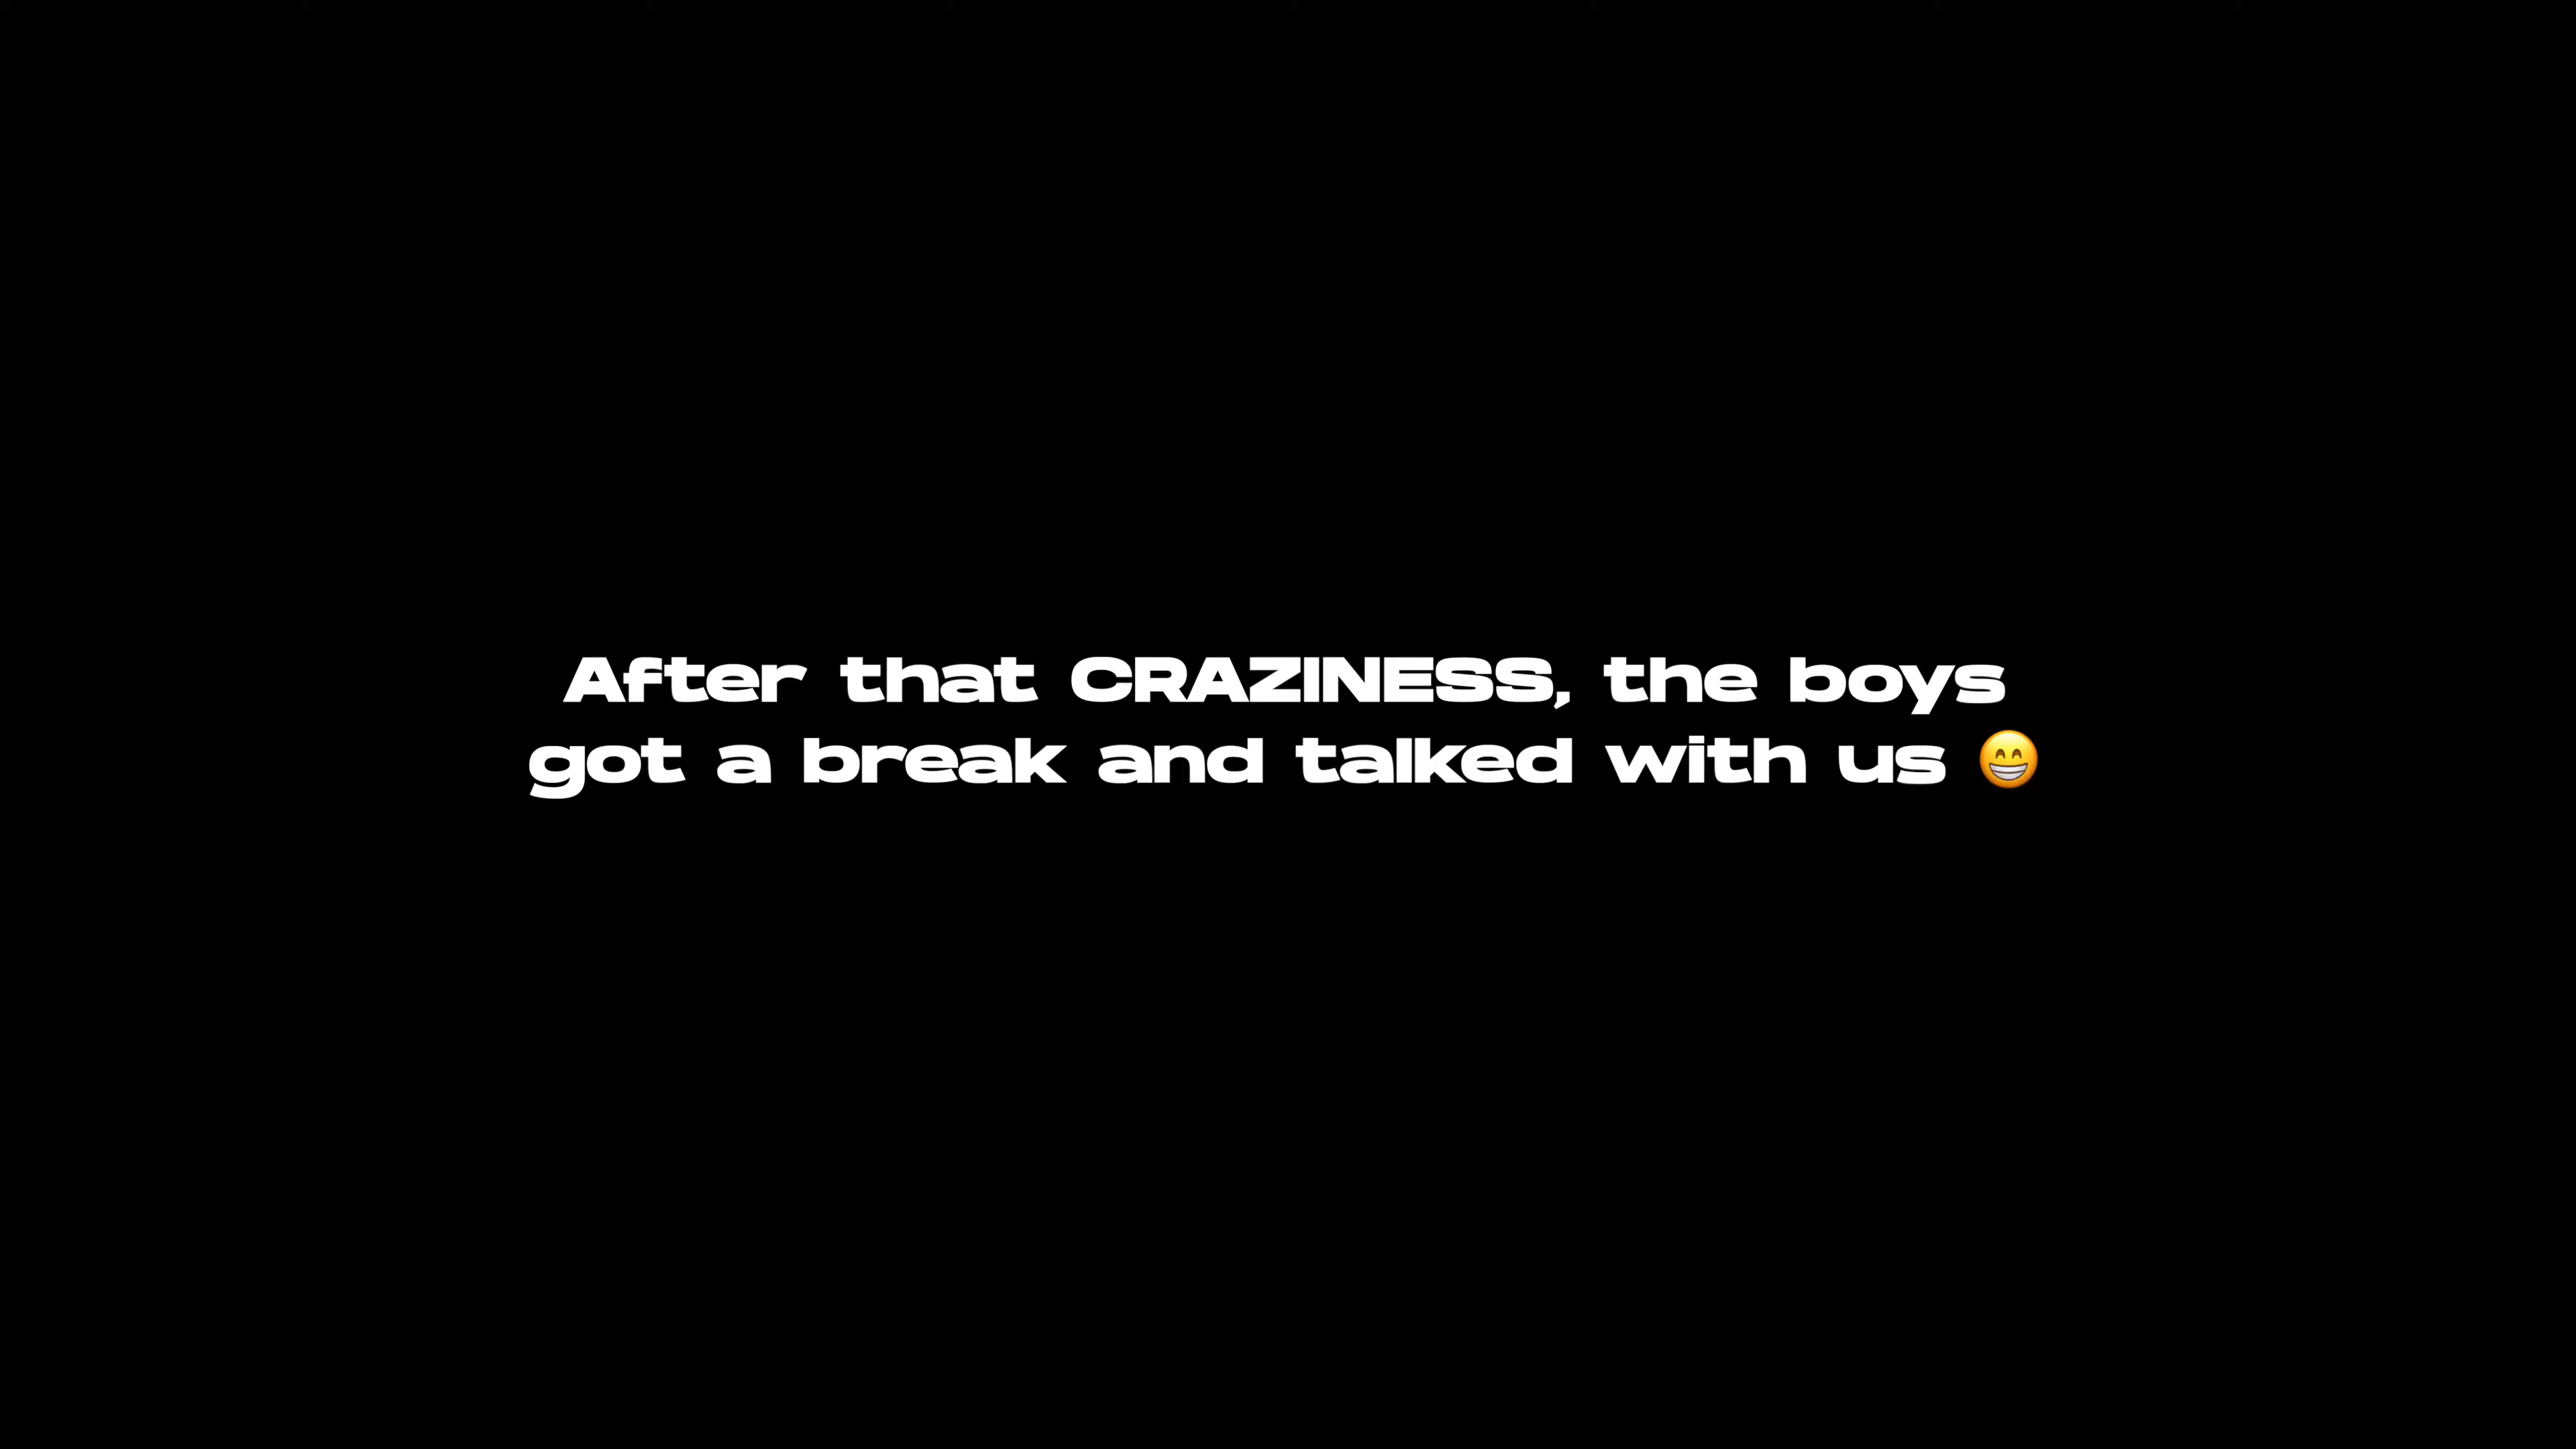 After that CRAZINESS, the boys
got a break and talked with us 😁